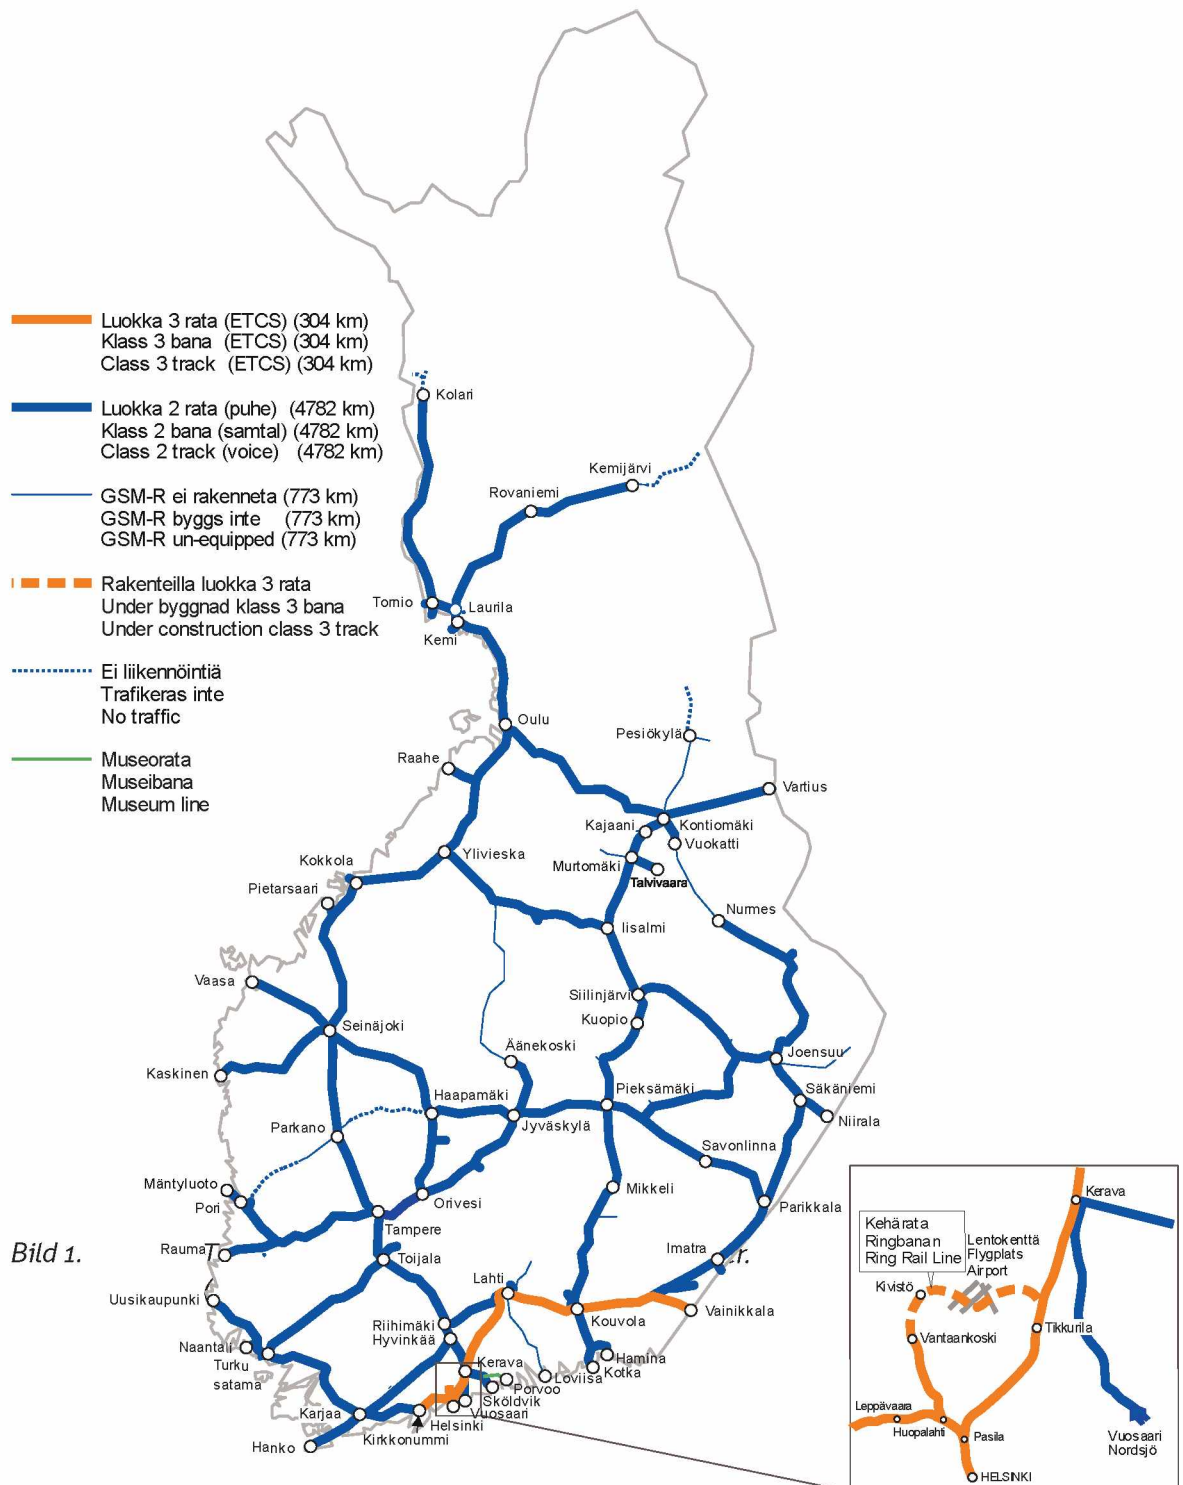 Luokka 3 rata (ETCS) (304 km)
Klass 3 bana (ETCS) (304 km)
Class 3 track (ETCS) (304 km)
Luokka 2 rata (puhe) (4782 km)
Klass 2 bana (samtal) (4782 km)
Class 2 track (voice) (4782 km)
GSM-R ei rakenneta (773 km)
GSM-R byggs inte (773 km)
GSM-R un-equipped (773 km)
Rakenteilla luokka 3 rata
Under byggnad klass 3 bana
Under construction class 3 track
Ei liikennöintiä
Trafikeras inte
No traffic
Museorata
Museibana
Museum line
Kolari
Kemijärvi
Rovaniemi
Tornio
Laurila
Kemi
Oulu
Pesiökylä
Raahe
Vartius
Kajaani
Kontiomäki
Vuokatti
Ylivieska
Murtomäki
Talvivaara
Kokkola
Pietarsaari
Nurmes
Iisalmi
Vaasa
Siilinjärvi
Kuopio
Seinäjoki
Äänekoski
Joensuu
Kaskinen
Haapamäki
Pieksämäki
Säkäniemi
Parkano
Jyväskylä
Niirala
Savonlinna
Mäntyluoto
Pori
Orivesi
Mikkeli
Parikkala
Tampere
Rauma
Toijala
Imatra
Bild 1.
T
r.
Lahti
Uusikaupunki
Riihimäki
Hyvinkää
Kouvola
Vainikkala
Naantali
Turku
satama
Kerava
Hamina
Kotka
Loviisa
Porvoo
Sköldvik
Vuosaari
Karjaa
Helsinki
Kirkkonummi
Hanko
Kerava
Kehärata
Ringbanan
Ring Rail Line
Lentokenttä
Flygplats
Airport
Kivistö
Vantaankoski
Tikkurila
Leppävaara
Huopalahti
Pasila
Vuosaari
Nordsjö
HELSINKI